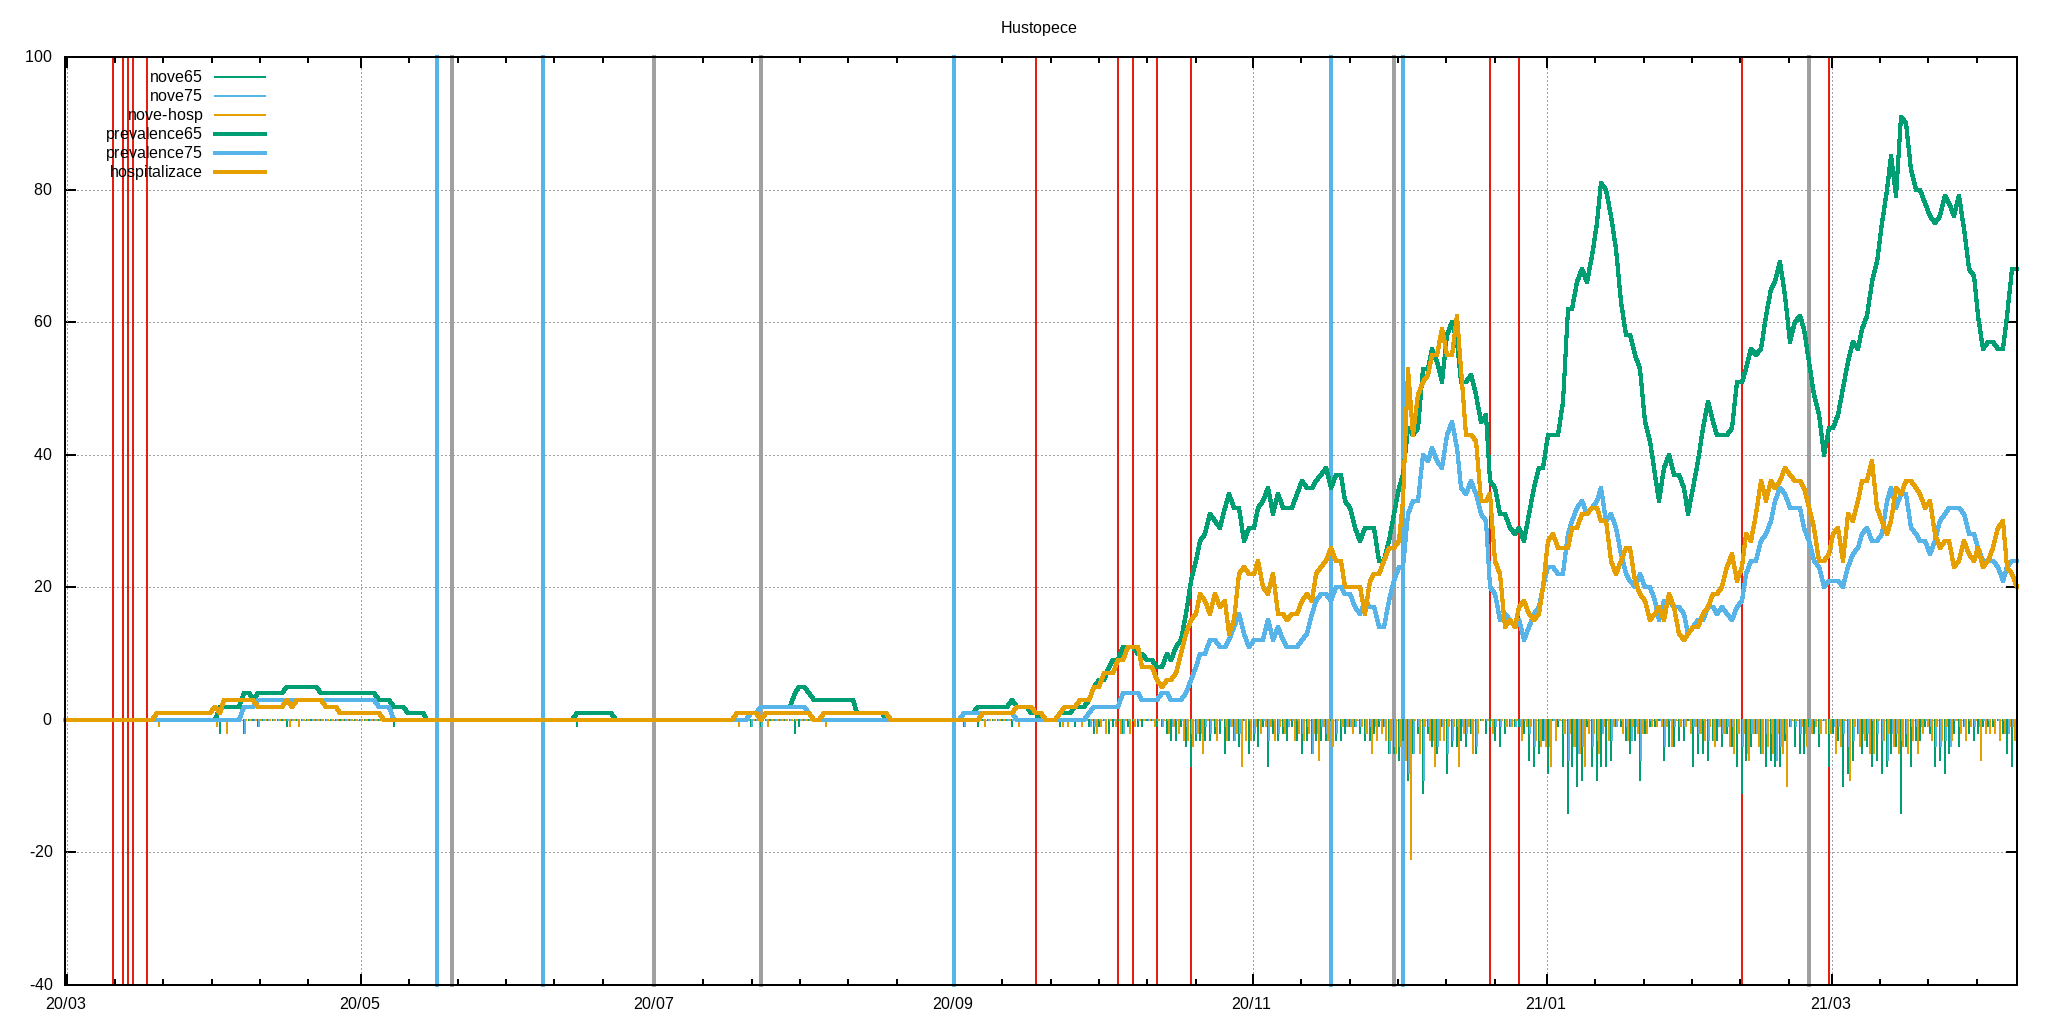 Hustopece
100
nove65
nove75
nove-hosp
prevalence65
prevalence75
hospitalizace
80
60
40
20
0
-20
-40
20/03 20/05 20/07 20/09 20/11 21/01 21/03